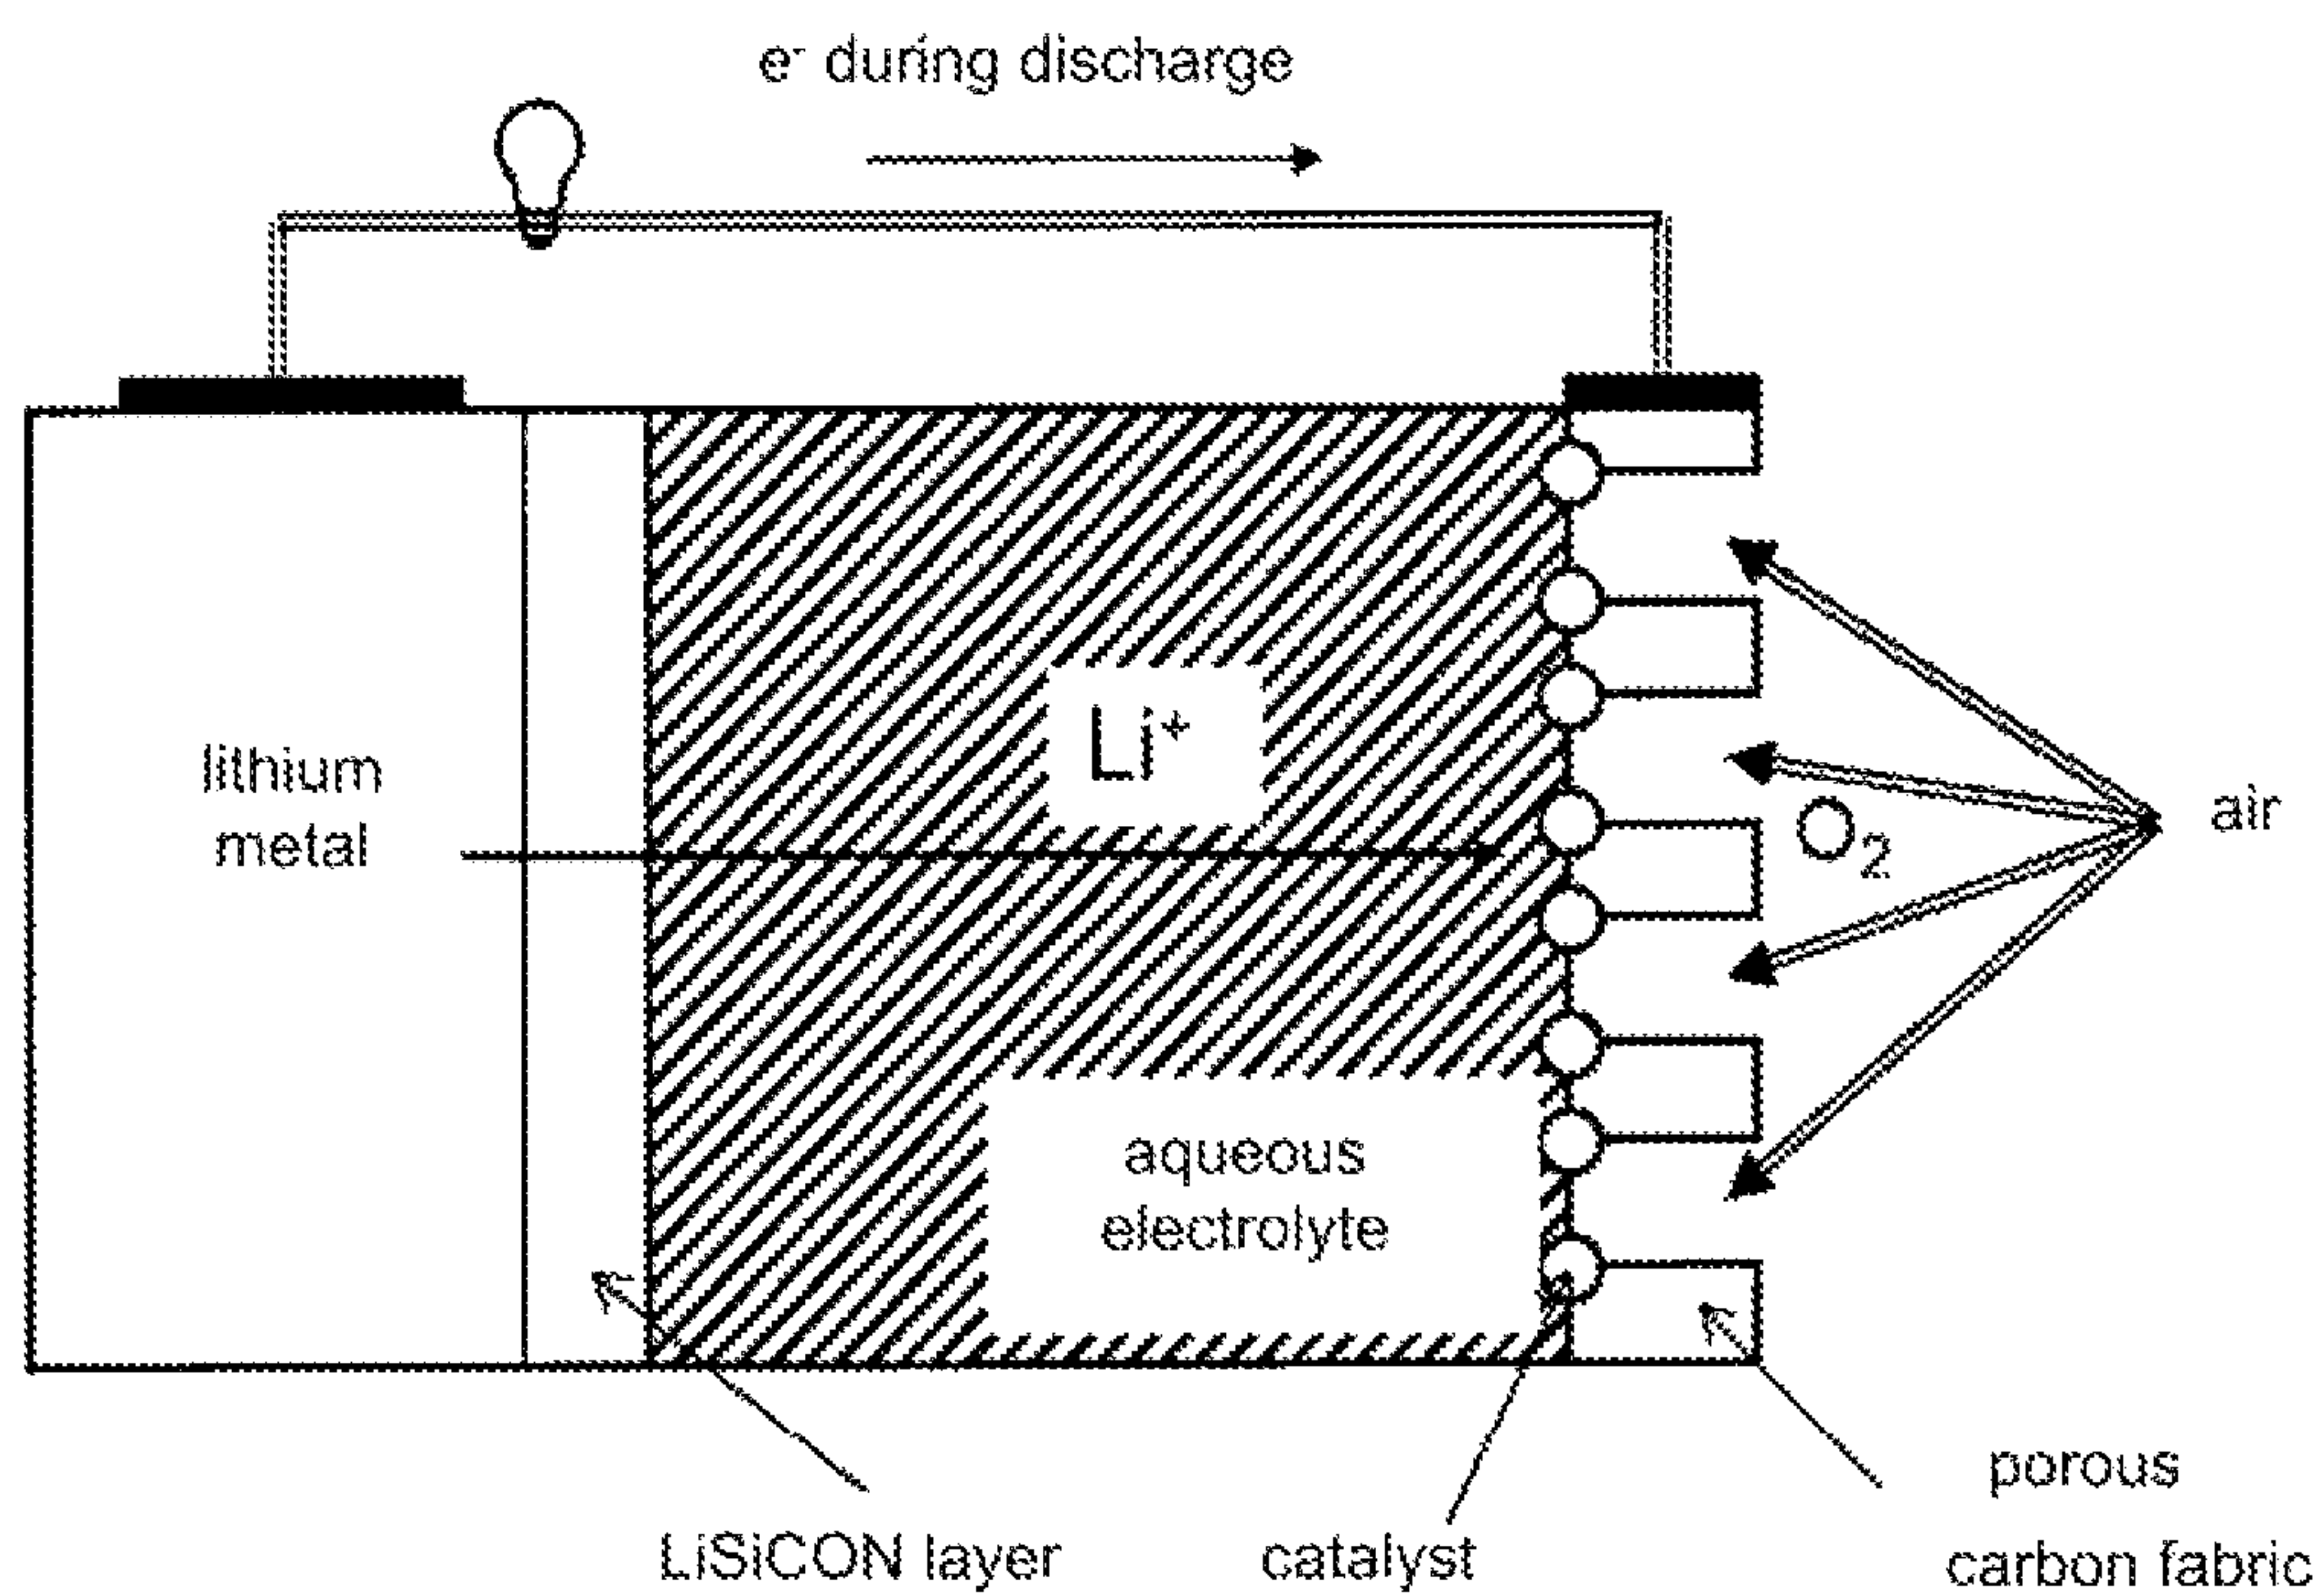 e- during discharge
Li+
lithium
metal
O2
air
aqueous
electrolyte
LiSiCON layer
catalyst
porous
carbon fabric